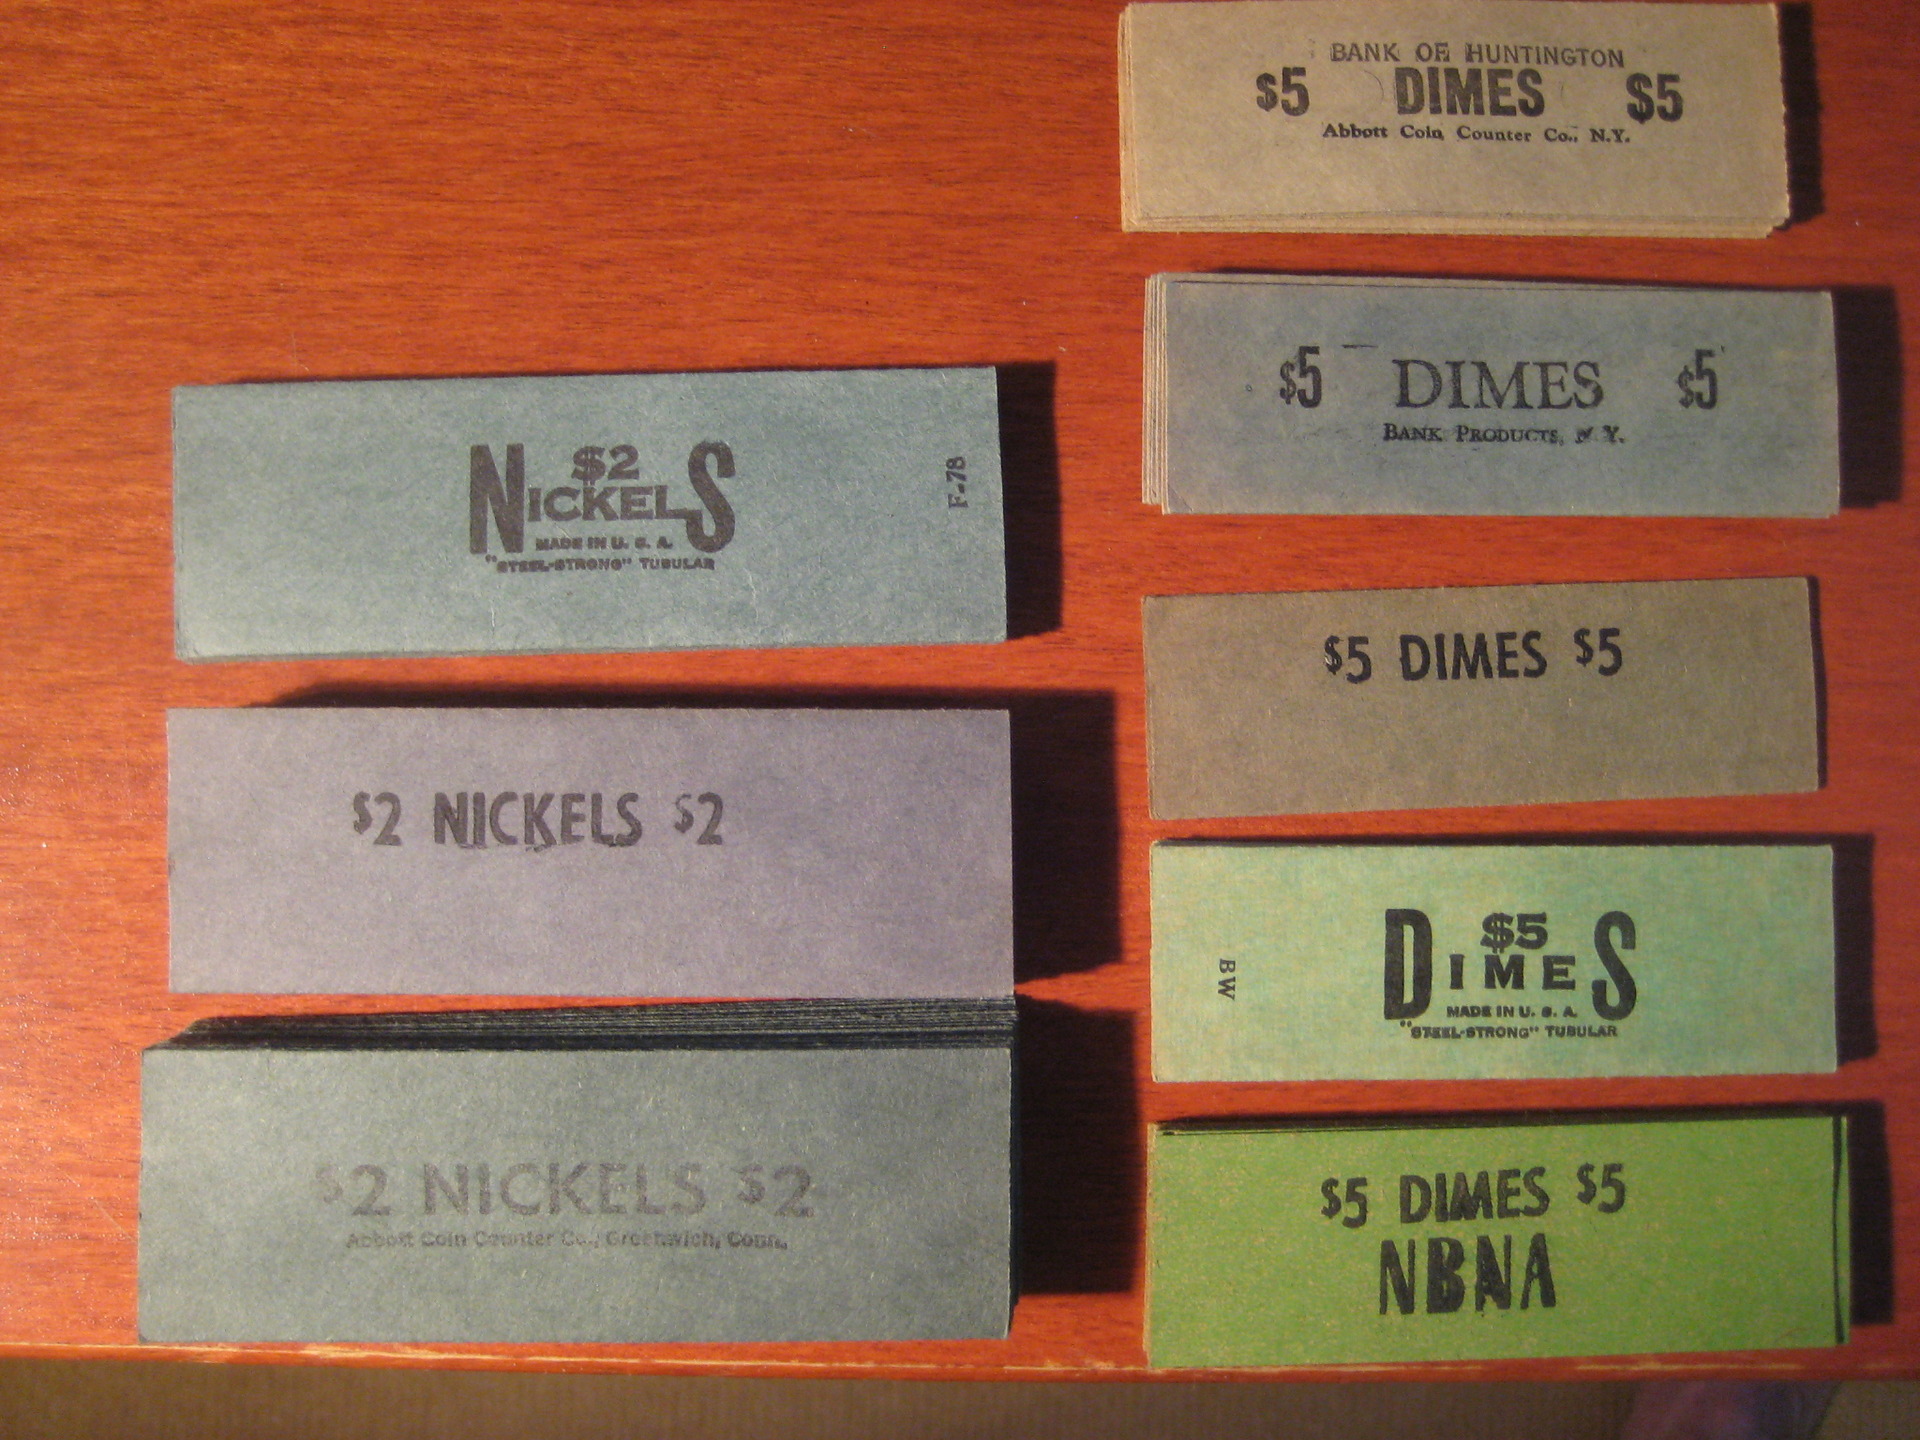 $2
NICKELS
MADE IN U. S. A.
"STEEL-STRONG" TUBULAR
F-78
$2 NICKELS $2
$2 NICKELS $2
Abbott Coin Counter Co., Greenwich, Conn.
BANK OF HUNTINGTON
$5 DIMES $5
Abbott Coin Counter Co., N.Y.
$5 DIMES $5
BANK PRODUCTS, N. Y.
$5 DIMES $5
BW
$5
DIMES
MADE IN U. S. A.
"STEEL-STRONG" TUBULAR
$5 DIMES $5
NBNA